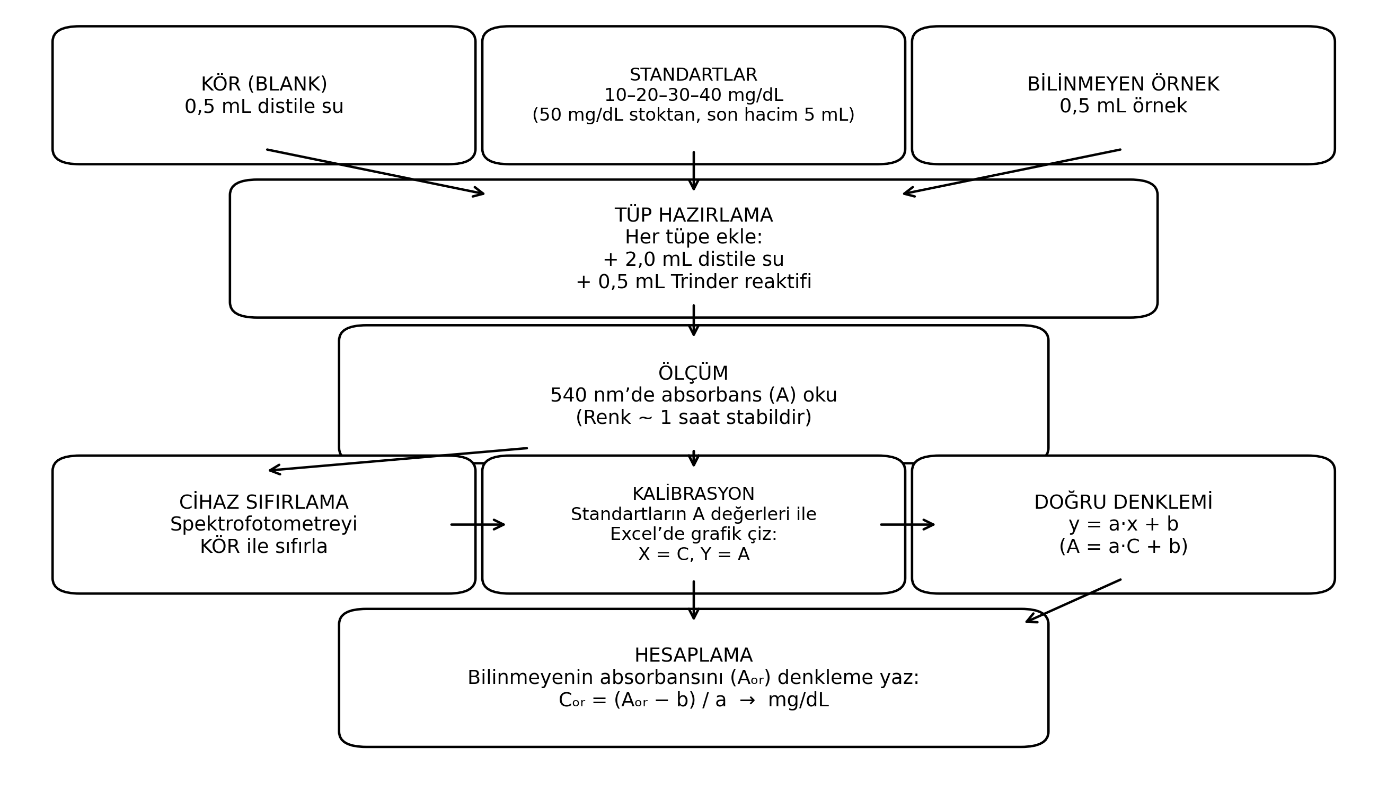 KÖR (BLANK)
0,5 mL distile su
STANDARTLAR
10–20–30–40 mg/dL
(50 mg/dL stoktan, son hacim 5 mL)
BİLİNMEYEN ÖRNEK
0,5 mL örnek
TÜP HAZIRLAMA
Her tüpe ekle:
+ 2,0 mL distile su
+ 0,5 mL Trinder reaktifi
ÖLÇÜM
540 nm’de absorbans (A) oku
(Renk ~ 1 saat stabildir)
CİHAZ SIFIRLAMA
Spektrofotometreyi
KÖR ile sıfırla
KALİBRASYON
Standartların A değerleri ile
Excel’de grafik çiz:
X = C, Y = A
DOĞRU DENKLEMİ
y = a·x + b
(A = a·C + b)
HESAPLAMA
Bilinmeyenin absorbansını (Aₒᵣ) denkleme yaz:
Cₒᵣ = (Aₒᵣ − b) / a → mg/dL